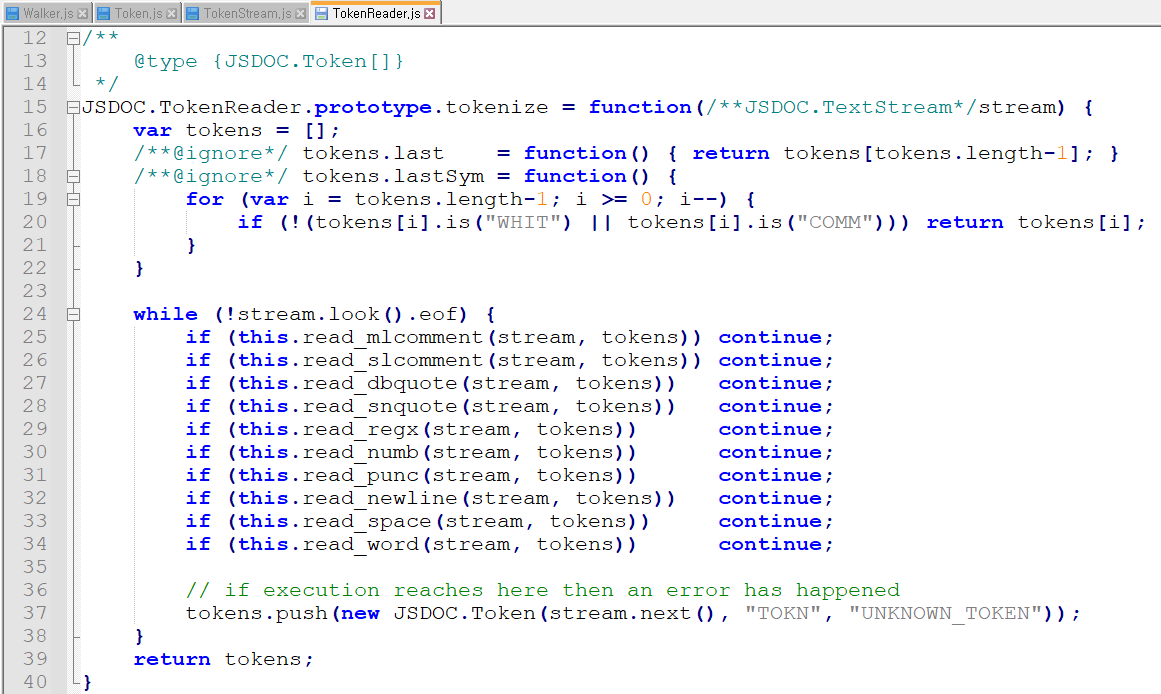 Walker.js Token.js TokenStream.js TokenReader.js
12 /**
13     @type {JSDOC.Token[]}
14  */
15 JSDOC.TokenReader.prototype.tokenize = function(/**JSDOC.TextStream*/stream) {
16     var tokens = [];
17     /**@ignore*/ tokens.last    = function() { return tokens[tokens.length-1]; }
18     /**@ignore*/ tokens.lastSym = function() {
19         for (var i = tokens.length-1; i >= 0; i--) {
20             if (!(tokens[i].is("WHIT") || tokens[i].is("COMM"))) return tokens[i];
21         }
22     }
23
24     while (!stream.look().eof) {
25         if (this.read_mlcomment(stream, tokens)) continue;
26         if (this.read_slcomment(stream, tokens)) continue;
27         if (this.read_dbquote(stream, tokens))   continue;
28         if (this.read_snquote(stream, tokens))   continue;
29         if (this.read_regx(stream, tokens))      continue;
30         if (this.read_numb(stream, tokens))      continue;
31         if (this.read_punc(stream, tokens))      continue;
32         if (this.read_newline(stream, tokens))   continue;
33         if (this.read_space(stream, tokens))     continue;
34         if (this.read_word(stream, tokens))      continue;
35
36         // if execution reaches here then an error has happened
37         tokens.push(new JSDOC.Token(stream.next(), "TOKN", "UNKNOWN_TOKEN"));
38     }
39     return tokens;
40 }